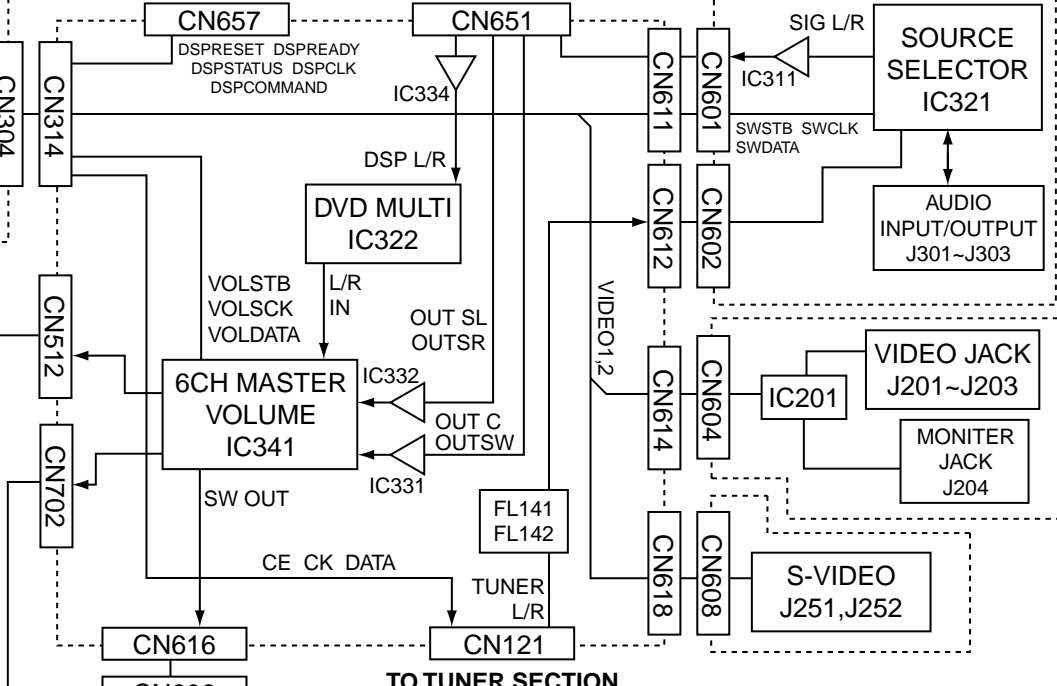 CN657
CN651
DSPRESET DSPREADY
DSPSTATUS DSPCLK
DSPCOMMAND
IC334
CN304
CN314
CN611
CN601
SIG L/R
IC311
SOURCE
SELECTOR
IC321
SWSTB SWCLK
SWDATA
DSP L/R
DVD MULTI
IC322
CN612
CN602
AUDIO
INPUT/OUTPUT
J301~J303
VOLSTB
VOLSCK
VOLDATA
L/R
IN
OUT SL
OUTSR
VIDEO1,2
CN512
6CH MASTER
VOLUME
IC341
IC332
OUT C
OUTSW
IC331
CN614
CN604
IC201
VIDEO JACK
J201~J203
MONITER
JACK
J204
CN702
SW OUT
FL141
FL142
CE CK DATA
TUNER
L/R
CN618
CN608
S-VIDEO
J251,J252
CN616
CN121
TO TUNER SECTION